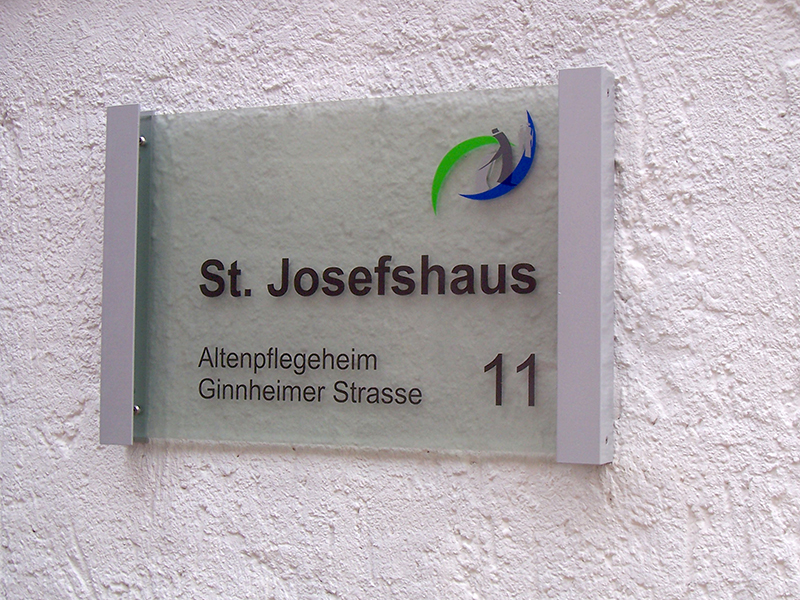 St. Josefshaus
Altenpflegeheim
Ginnheimer Strasse 11